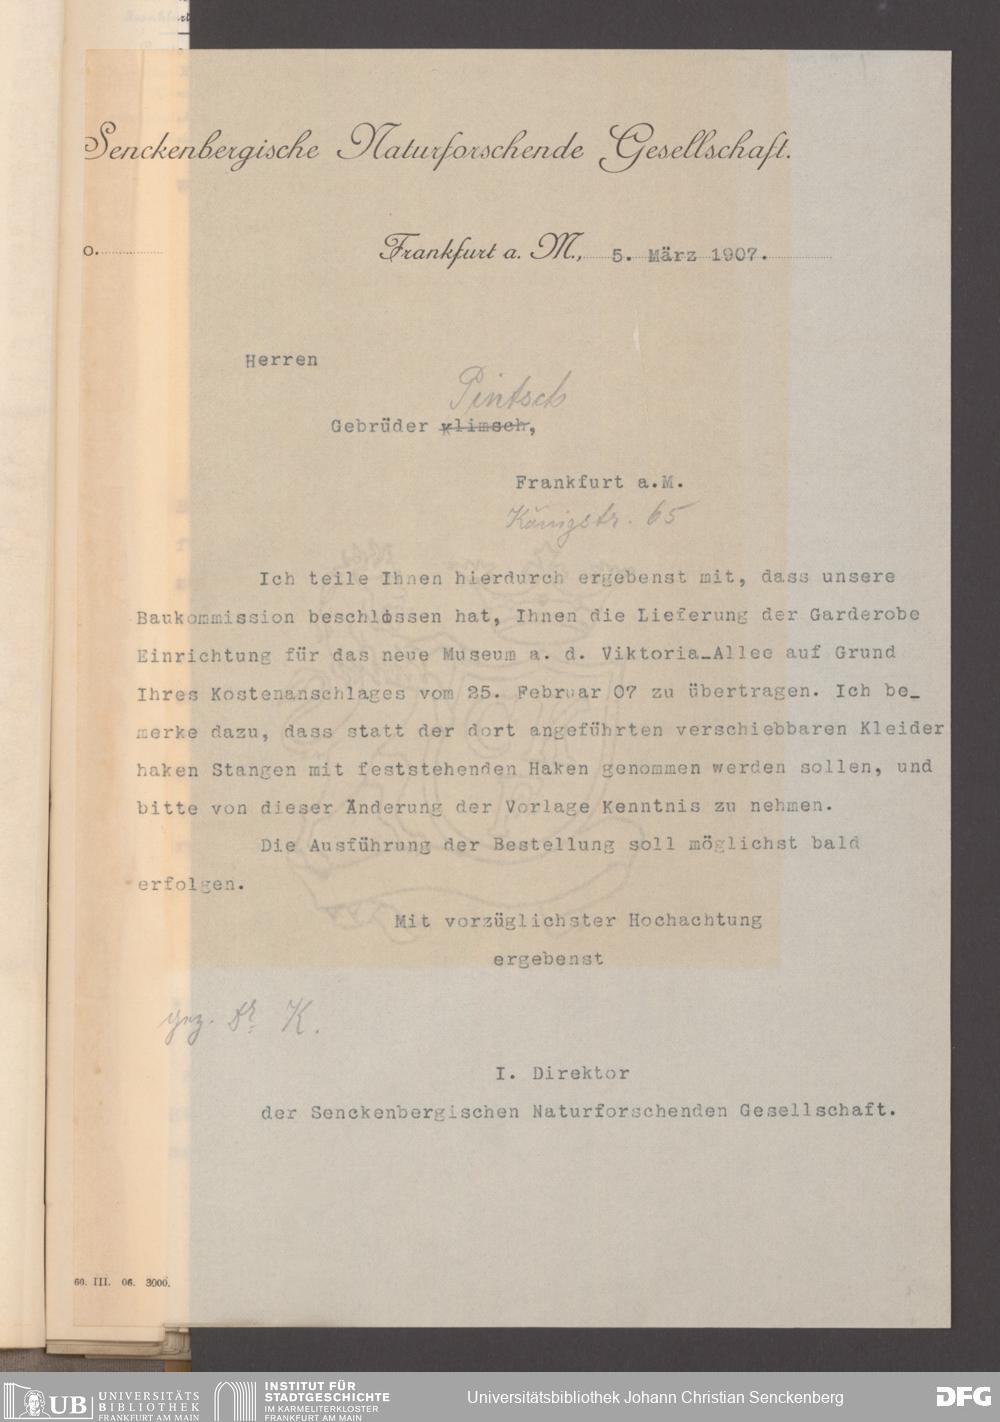 Senckenbergische Naturforschende Gesellschaft.
o.
Frankfurt a. M., 5. März 1907.
Herren
Pintsch
Gebrüder Klimsch,
Frankfurt a.M.
Königstr. 65
Ich teile Ihnen hierdurch ergebenst mit, dass unsere
Baukommission beschlossen hat, Ihnen die Lieferung der Garderobe
Einrichtung für das neue Museum a. d. Viktoria_Allee auf Grund
Ihres Kostenanschlages vom 25. Februar 07 zu übertragen. Ich be_
merke dazu, dass statt der dort angeführten verschiebbaren Kleider
haken Stangen mit feststehenden Haken genommen werden sollen, und
bitte von dieser Änderung der Vorlage Kenntnis zu nehmen.
Die Ausführung der Bestellung soll möglichst bald
erfolgen.
Mit vorzüglichster Hochachtung
ergebenst
gez. Dr. K.
I. Direktor
der Senckenbergischen Naturforschenden Gesellschaft.
60. III. 06. 3000.
UB UNIVERSITÄTS
BIBLIOTHEK
FRANKFURT AM MAIN
INSTITUT FÜR
STADTGESCHICHTE
IM KARMELITERKLOSTER
FRANKFURT AM MAIN
Universitätsbibliothek Johann Christian Senckenberg
DFG